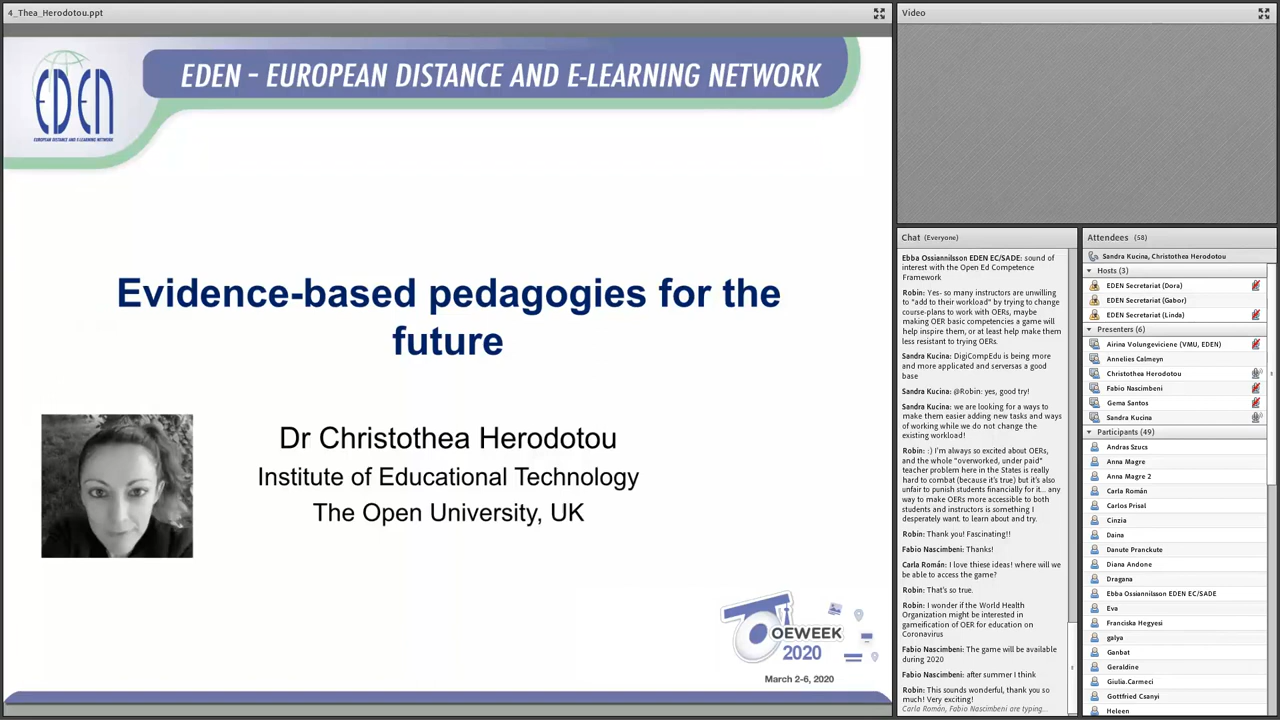 4_Thea_Herodotou.ppt
EDEN
EUROPEAN DISTANCE AND E-LEARNING NETWORK
EDEN - EUROPEAN DISTANCE AND E-LEARNING NETWORK
Evidence-based pedagogies for the
future
Dr Christothea Herodotou
Institute of Educational Technology
The Open University, UK
OEWEEK
2020
March 2-6, 2020
Video
Chat (Everyone)
Ebba Ossiannilsson EDEN EC/SADE: sound of
interest with the Open Ed Competence
Framework
Robin: Yes- so many instructors are unwilling
to "add to their workload" by trying to change
course-plans to work with OERs, maybe
making OER basic competencies a game will
help inspire them, or at least help make them
less resistant to trying OERs.
Sandra Kucina: DigiCompEdu is being more
and more applicated and serversas a good
base
Sandra Kucina: @Robin: yes, good try!
Sandra Kucina: we are looking for a ways to
make them easier adding new tasks and ways
of working while we do not change the
existing workload!
Robin: :) I'm always so excited about OERs,
and the whole "overworked, under paid"
teacher problem here in the States is really
hard to combat (because it's true) but it's also
unfair to punish students financially for it... any
way to make OERs more accessible to both
students and instructors is something I
desperately want. to learn about and try.
Robin: Thank you! Fascinating!!
Fabio Nascimbeni: Thanks!
Carla Román: I love thiese ideas! where will we
be able to access the game?
Robin: That's so true.
Robin: I wonder if the World Health
Organization might be interested in
gameification of OER for education on
Coronavirus
Fabio Nascimbeni: The game will be available
during 2020
Fabio Nascimbeni: after summer I think
Robin: This sounds wonderful, thank you so
much! Very exciting!
Carla Román, Fabio Nascimbeni are typing...
Attendees (58)
Sandra Kucina, Christothea Herodotou
Hosts (3)
EDEN Secretariat (Dora)
EDEN Secretariat (Gabor)
EDEN Secretariat (Linda)
Presenters (6)
Airina Volungeviciene (VMU, EDEN)
Annelies Calmeyn
Christothea Herodotou
Fabio Nascimbeni
Gema Santos
Sandra Kucina
Participants (49)
Andras Szucs
Anna Magre
Anna Magre 2
Carla Román
Carlos Prisal
Cinzia
Daina
Danute Pranckute
Diana Andone
Dragana
Ebba Ossiannilsson EDEN EC/SADE
Eva
Franciska Hegyesi
galya
Ganbat
Geraldine
Giulia.Carmeci
Gottfried Csanyi
Heleen